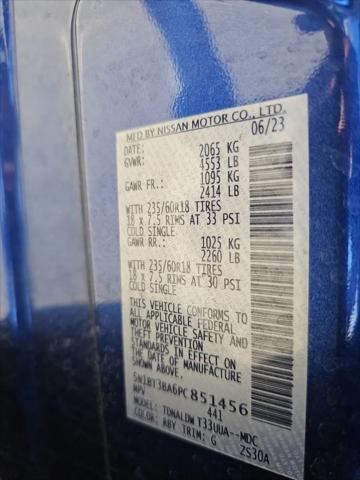 MFD BY NISSAN MOTOR CO., LTD.
DATE: 06/23
GVWR: 2065 KG
4553 LB
GAWR FR.: 1095 KG
2414 LB
WITH 235/60R18 TIRES
18 x 7.5 RIMS AT 33 PSI
COLD SINGLE
GAWR RR.: 1025 KG
2260 LB
WITH 235/60R18 TIRES
18 x 7.5 RIMS AT 30 PSI
COLD SINGLE
THIS VEHICLE CONFORMS TO
ALL APPLICABLE FEDERAL
MOTOR VEHICLE SAFETY AND
STANDARDS IN EFFECT ON
THE DATE OF MANUFACTURE
SHOWN ABOVE.
5N1BT3BA6PC851456
MPV 441
MODEL: TDNALDW T33UUA--MDC
COLOR: RBY TRIM: G ZS30A